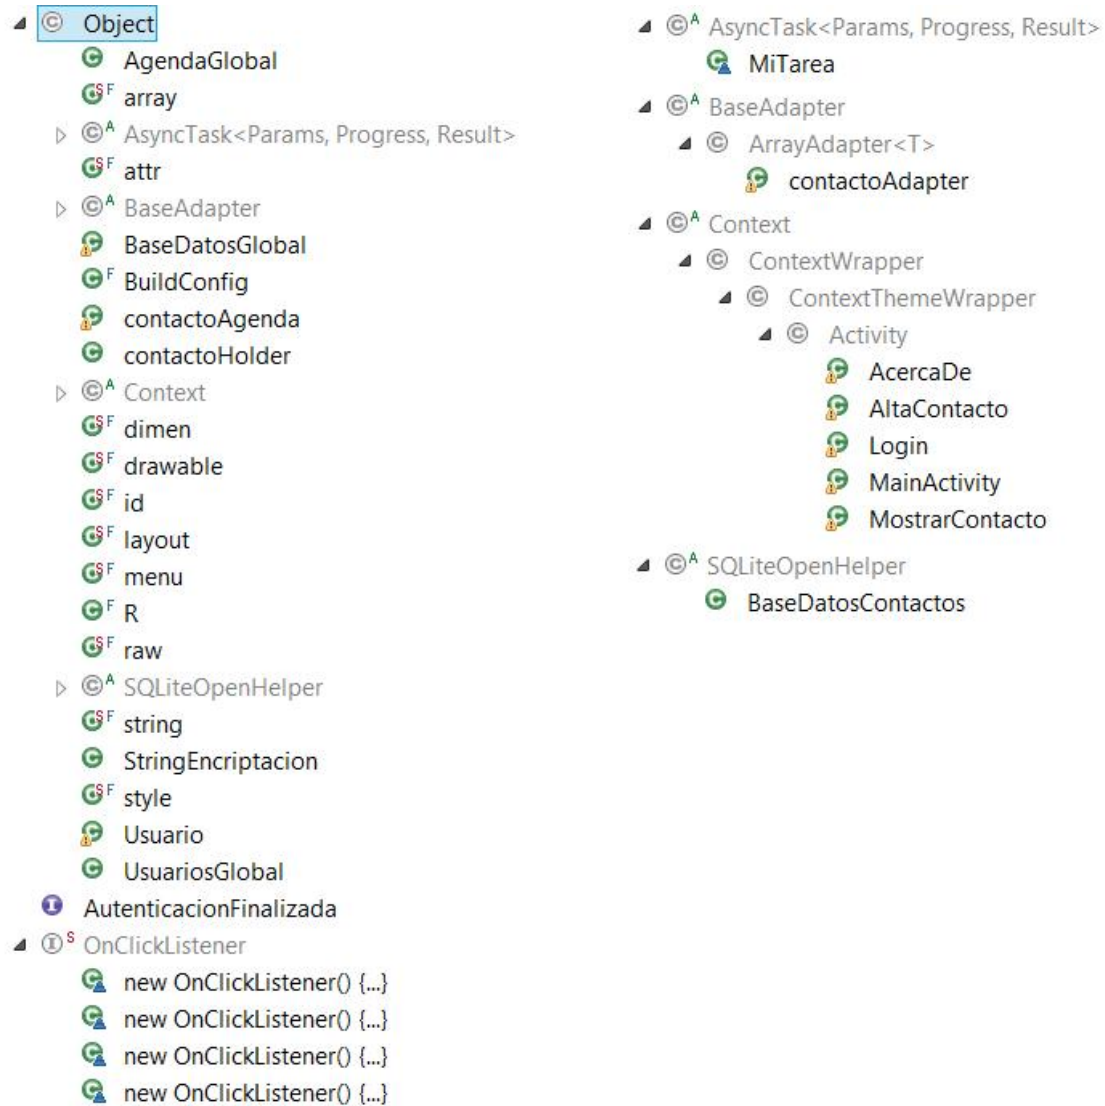 Object
AgendaGlobal
array
AsyncTask<Params, Progress, Result>
attr
BaseAdapter
BaseDatosGlobal
BuildConfig
contactoAgenda
contactoHolder
Context
dimen
drawable
id
layout
menu
R
raw
SQLiteOpenHelper
string
StringEncriptacion
style
Usuario
UsuariosGlobal
AutenticacionFinalizada
OnClickListener
new OnClickListener() {...}
new OnClickListener() {...}
new OnClickListener() {...}
new OnClickListener() {...}
AsyncTask<Params, Progress, Result>
MiTarea
BaseAdapter
ArrayAdapter<T>
contactoAdapter
Context
ContextWrapper
ContextThemeWrapper
Activity
AcercaDe
AltaContacto
Login
MainActivity
MostrarContacto
SQLiteOpenHelper
BaseDatosContactos